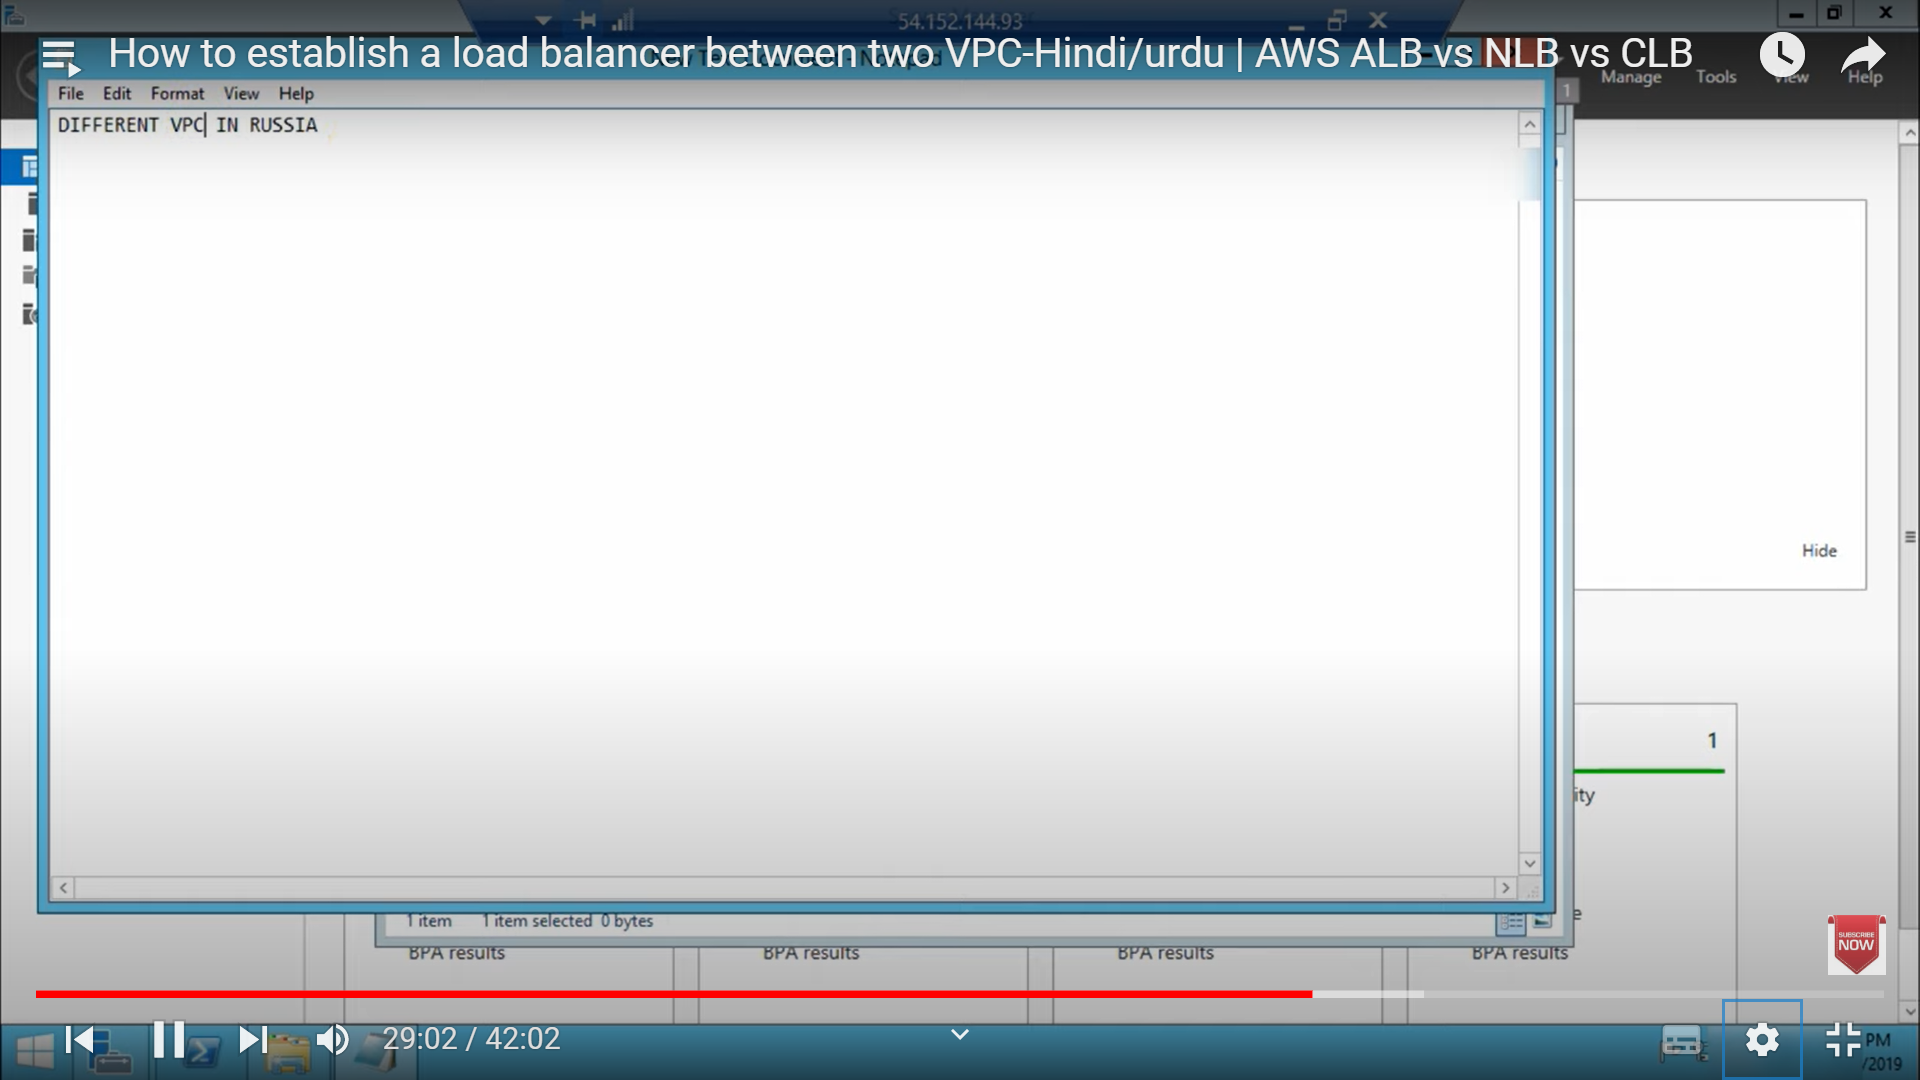 54.152.144.93
How to establish a load balancer between two VPC-Hindi/urdu | AWS ALB vs NLB vs CLB
Manage Tools View Help
File Edit Format View Help
1
DIFFERENT VPC IN RUSSIA
Hide
1
ity
e
1 item 1 item selected 0 bytes
BPA results BPA results BPA results BPA results
SUBSCRIBE
NOW
29:02 / 42:02
PM
/2019